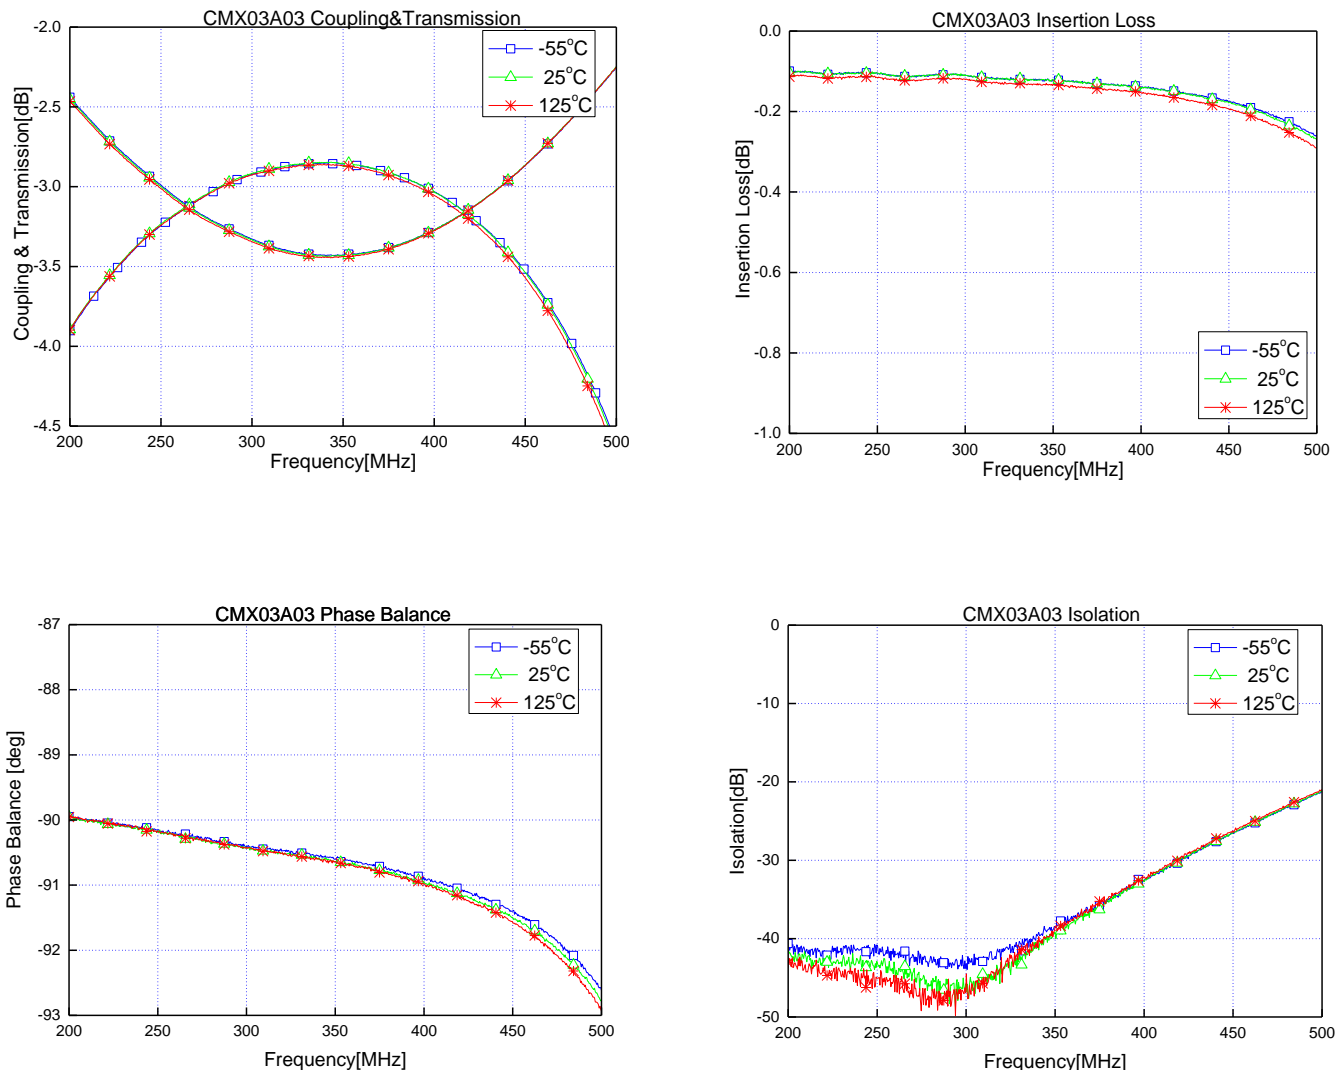 CMX03A03 Coupling&Transmission
-2.0
-2.5
-3.0
-3.5
-4.0
-4.5
Coupling & Transmission[dB]
-55°C
25°C
125°C
200 250 300 350 400 450 500
Frequency[MHz]
CMX03A03 Insertion Loss
0.0
-0.2
-0.4
-0.6
-0.8
-1.0
Insertion Loss[dB]
-55°C
25°C
125°C
200 250 300 350 400 450 500
Frequency[MHz]
CMX03A03 Phase Balance
-87
-88
-89
-90
-91
-92
-93
Phase Balance [deg]
-55°C
25°C
125°C
200 250 300 350 400 450 500
Frequency[MHz]
CMX03A03 Isolation
0
-10
-20
-30
-40
-50
Isolation[dB]
-55°C
25°C
125°C
200 250 300 350 400 450 500
Frequency[MHz]